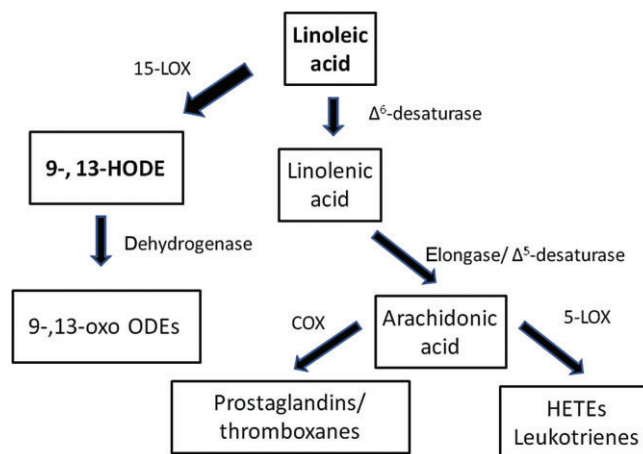 Linoleic
acid
15-LOX
Δ⁶-desaturase
9-, 13-HODE
Linolenic
acid
Dehydrogenase
Elongase/ Δ⁵-desaturase
9-,13-oxo ODEs
COX
Arachidonic
acid
5-LOX
Prostaglandins/
thromboxanes
HETEs
Leukotrienes